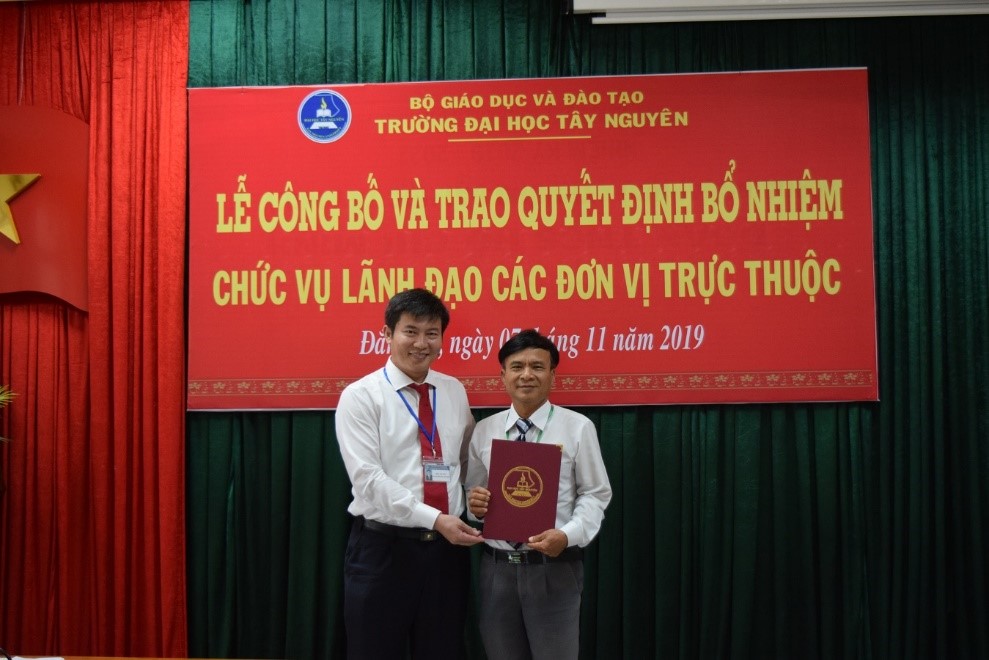 BỘ GIÁO DỤC VÀ ĐÀO TẠO
TRƯỜNG ĐẠI HỌC TÂY NGUYÊN
LỄ CÔNG BỐ VÀ TRAO QUYẾT ĐỊNH BỔ NHIỆM
CHỨC VỤ LÃNH ĐẠO CÁC ĐƠN VỊ TRỰC THUỘC
ngày 11 năm 2019